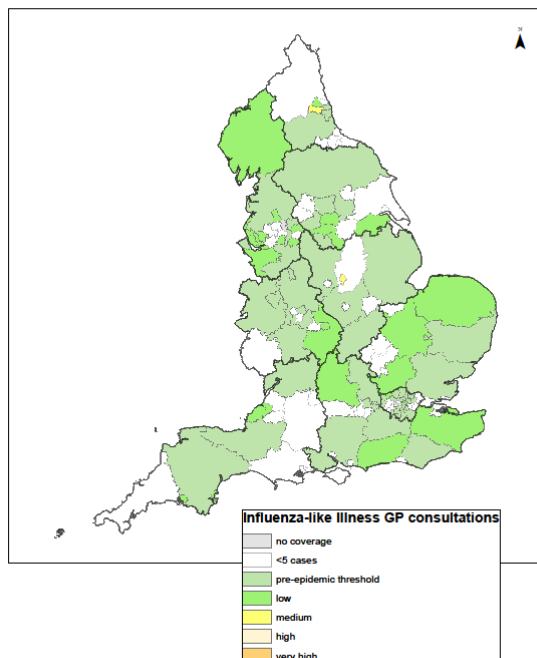 N
Influenza-like Illness GP consultations
no coverage
<5 cases
pre-epidemic threshold
low
medium
high
very high